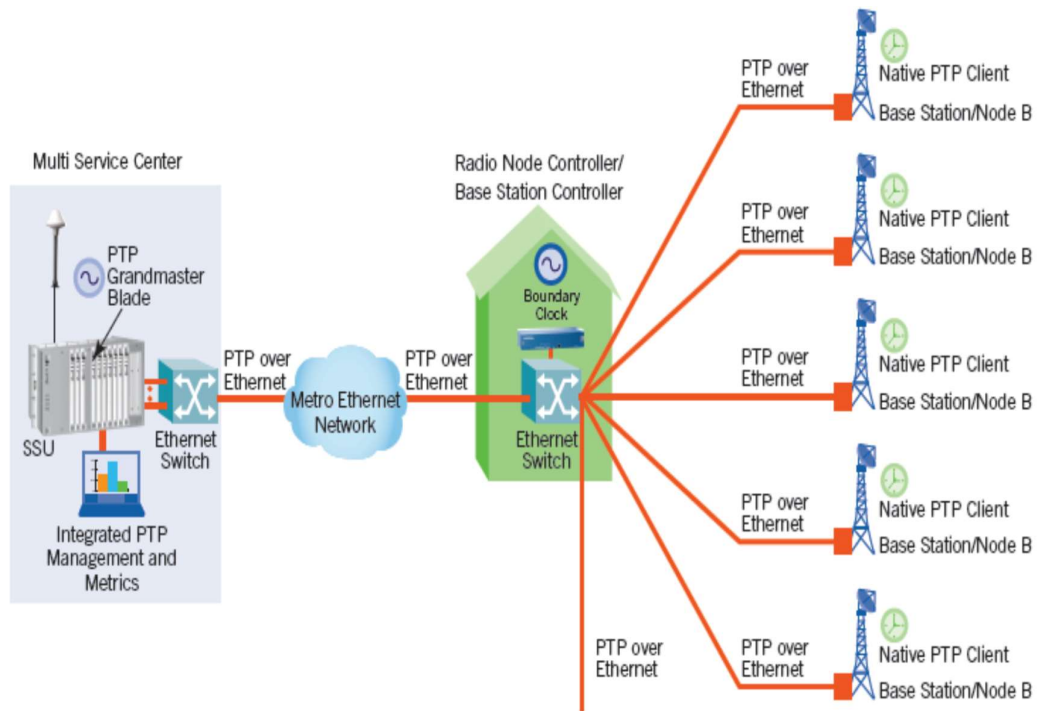 Multi Service Center
PTP
Grandmaster
Blade
SSU
Ethernet
Switch
Integrated PTP
Management and
Metrics
PTP over
Ethernet
Metro Ethernet
Network
PTP over
Ethernet
Radio Node Controller/
Base Station Controller
Boundary
Clock
Ethernet
Switch
PTP over
Ethernet
Native PTP Client
Base Station/Node B
PTP over
Ethernet
Native PTP Client
Base Station/Node B
PTP over
Ethernet
Native PTP Client
Base Station/Node B
PTP over
Ethernet
Native PTP Client
Base Station/Node B
PTP over
Ethernet
PTP over
Ethernet
Native PTP Client
Base Station/Node B